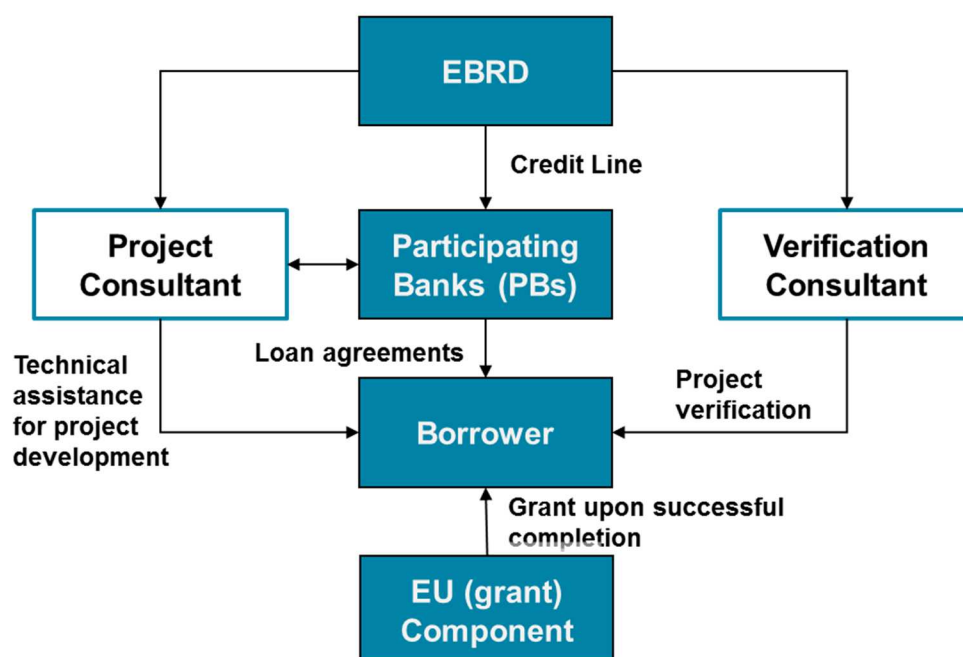 EBRD
Credit Line
Project
Consultant
Participating
Banks (PBs)
Verification
Consultant
Loan agreements
Technical
assistance
for project
development
Project
verification
Borrower
Grant upon successful
completion
EU (grant)
Component